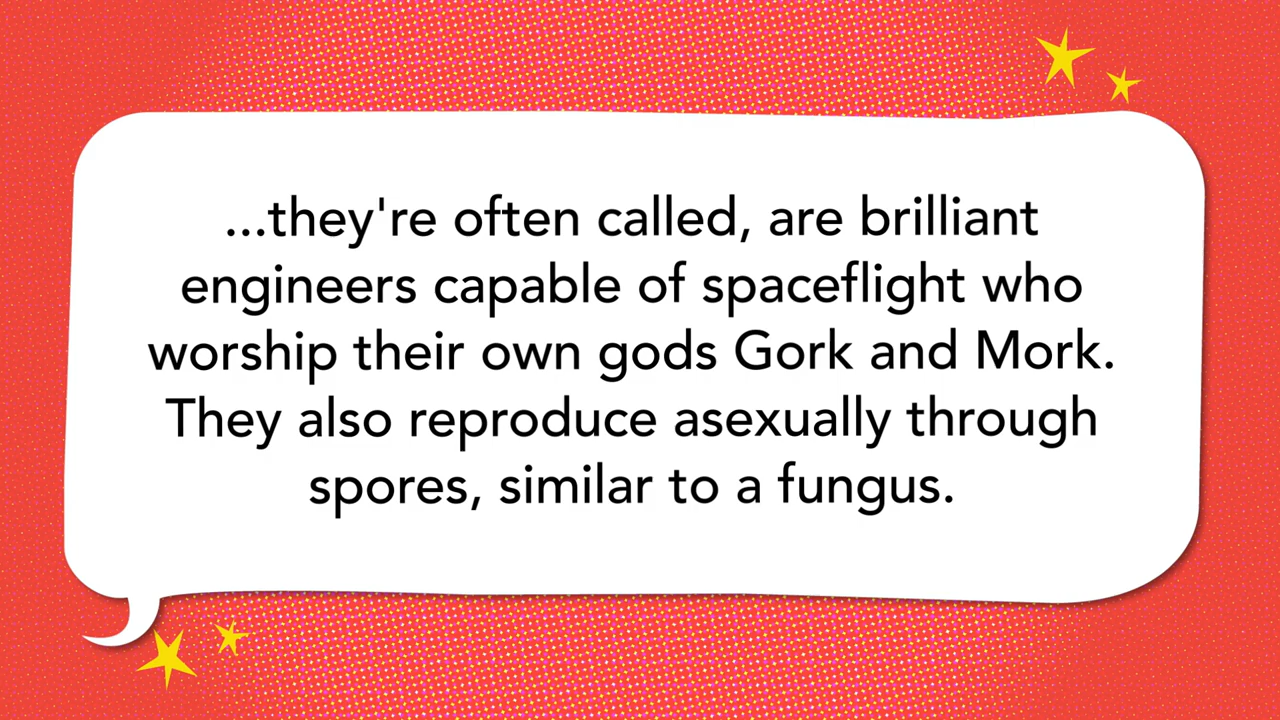 ...they're often called, are brilliant
engineers capable of spaceflight who
worship their own gods Gork and Mork.
They also reproduce asexually through
spores, similar to a fungus.